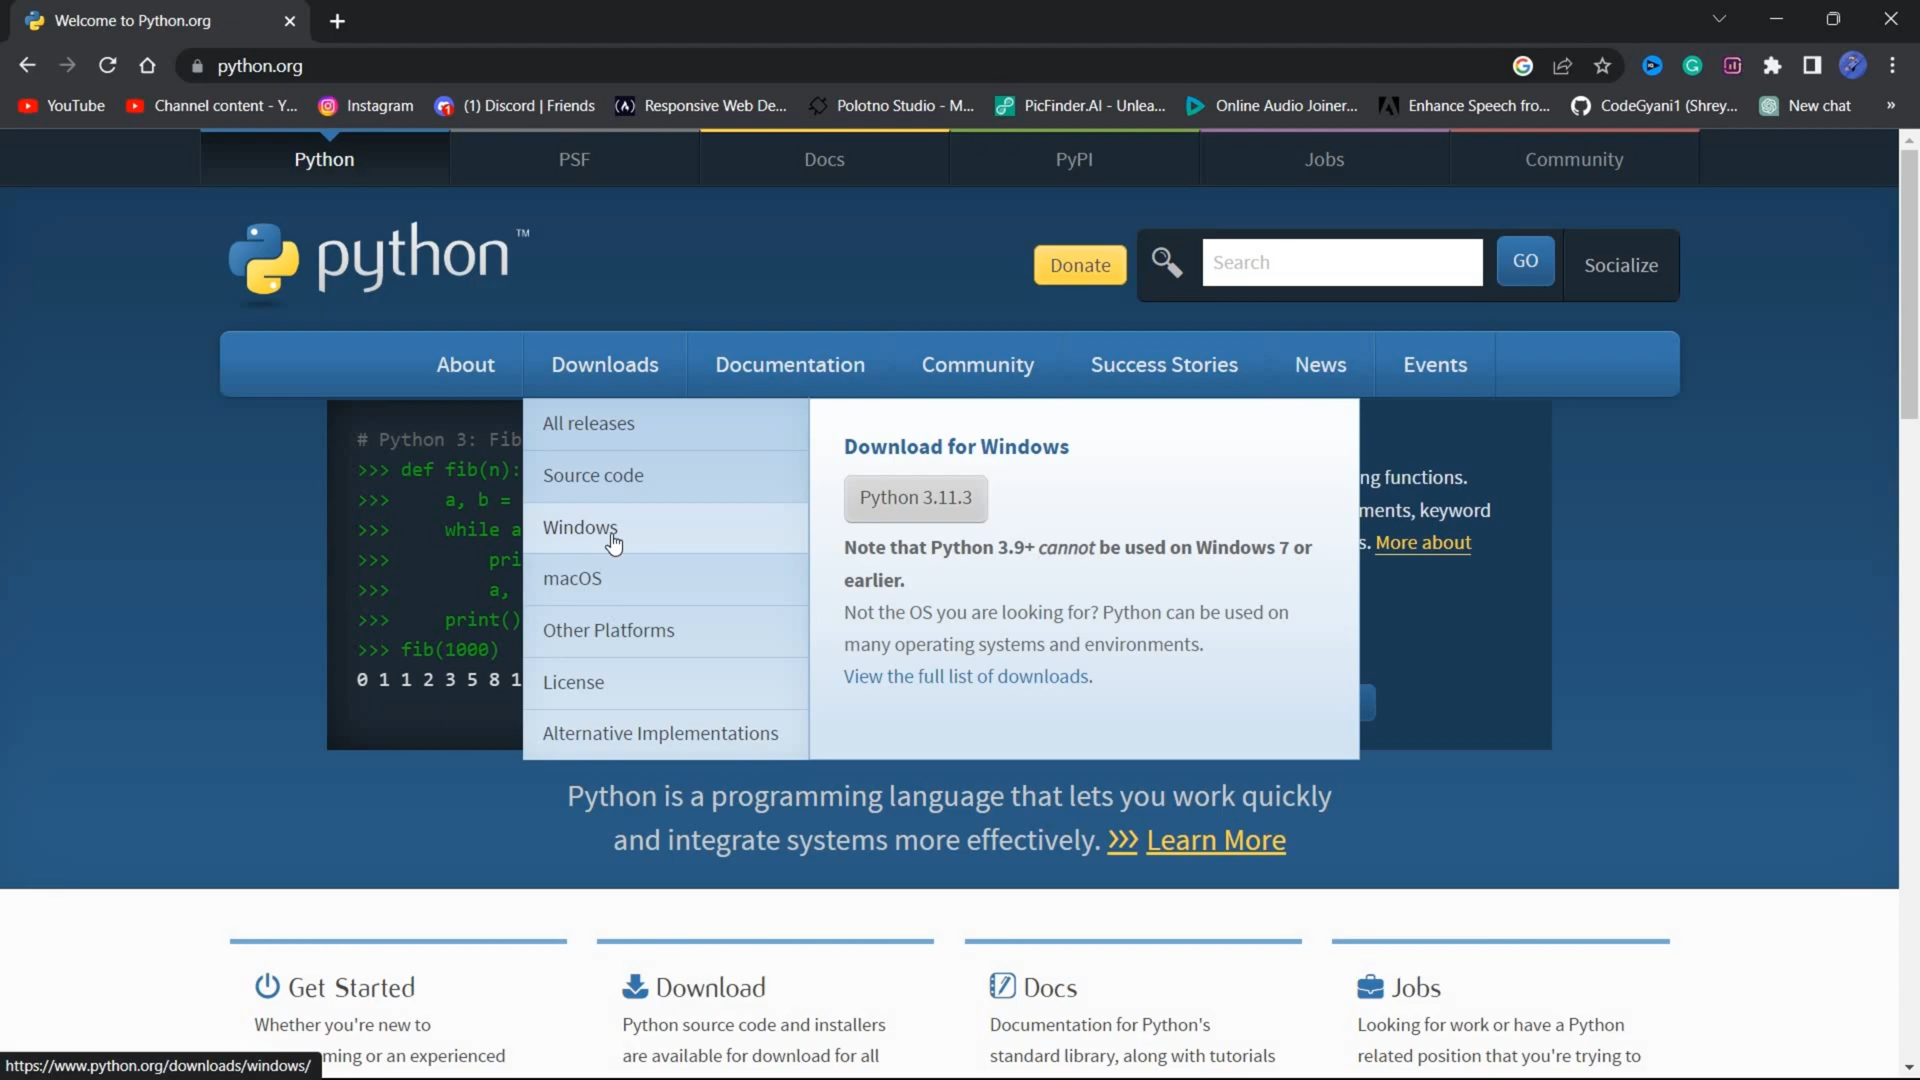 Welcome to Python.org
python.org
YouTube
Channel content - Y...
Instagram
(1) Discord | Friends
Responsive Web De...
Polotno Studio - M...
PicFinder.AI - Unlea...
Online Audio Joiner...
Enhance Speech fro...
CodeGyani1 (Shrey...
New chat
»
Python
PSF
Docs
PyPI
Jobs
Community
python™
Donate
Search
GO
Socialize
About
Downloads
Documentation
Community
Success Stories
News
Events
# Python 3: Fib
>>> def fib(n):
>>> a, b =
>>> while a
>>> pri
>>> a,
>>> print()
>>> fib(1000)
0 1 1 2 3 5 8 1
All releases
Source code
Windows
macOS
Other Platforms
License
Alternative Implementations
Download for Windows
Python 3.11.3
Note that Python 3.9+ cannot be used on Windows 7 or
earlier.
Not the OS you are looking for? Python can be used on
many operating systems and environments.
View the full list of downloads.
ng functions.
ments, keyword
s. More about
Python is a programming language that lets you work quickly
and integrate systems more effectively. >>> Learn More
Get Started
Whether you're new to
ming or an experienced
Download
Python source code and installers
are available for download for all
Docs
Documentation for Python's
standard library, along with tutorials
Jobs
Looking for work or have a Python
related position that you're trying to
https://www.python.org/downloads/windows/